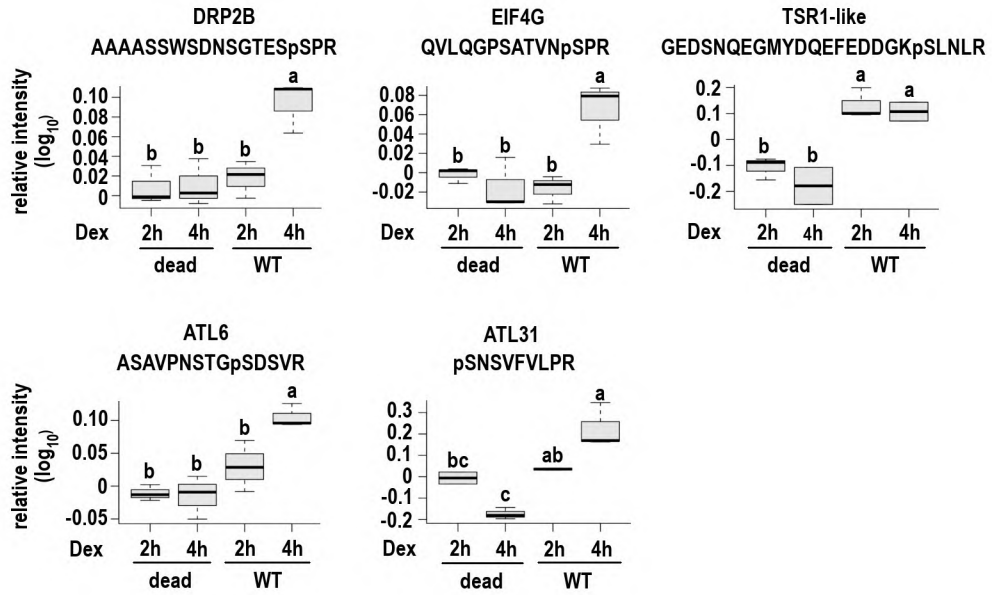 DRP2B
AAAASSWSDNSGTESpSPR
relative intensity
(log10)
0.10
0.08
0.06
0.04
0.02
0
b
b
b
a
Dex
2h
4h
2h
4h
dead
WT
EIF4G
QVLQGPSATVNpSPR
0.08
0.06
0.04
0.02
0
-0.02
b
b
b
a
2h
4h
2h
4h
dead
WT
TSR1-like
GEDSNQEGMYDQEFEDDGKpSLNLR
0.2
0.1
0
-0.1
-0.2
b
b
a
a
2h
4h
2h
4h
dead
WT
ATL6
ASAVPNSTGpSDSVR
relative intensity
(log10)
0.10
0.05
0
-0.05
b
b
b
a
Dex
2h
4h
2h
4h
dead
WT
ATL31
pSNSVFVLPR
0.3
0.2
0.1
0
-0.1
-0.2
bc
c
ab
a
Dex
2h
4h
2h
4h
dead
WT